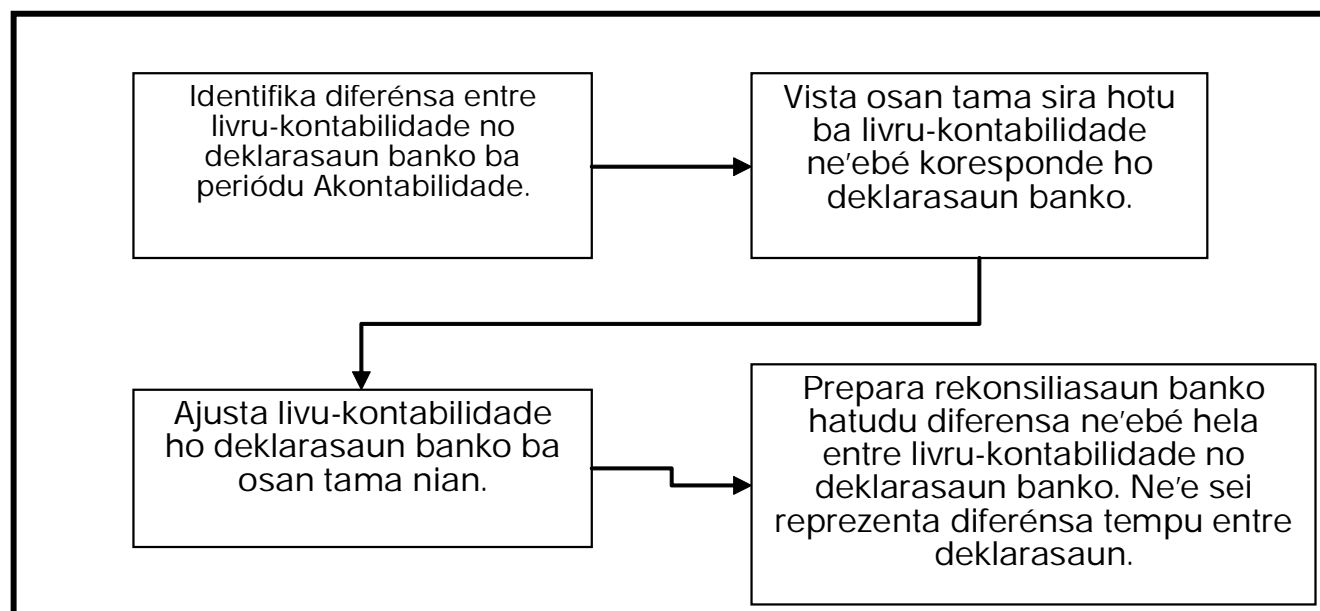 Identifika diferénsa entre
livru-kontabilidade no
deklarasaun banko ba
periódu Akontabilidade.
Vista osan tama sira hotu
ba livru-kontabilidade
ne'ebé koresponde ho
deklarasaun banko.
Ajusta livu-kontabilidade
ho deklarasaun banko ba
osan tama nian.
Prepara rekonsiliasaun banko
hatudu diferensa ne'ebé hela
entre livru-kontabilidade no
deklarasaun banko. Ne'e sei
reprezenta diferénsa tempu entre
deklarasaun.